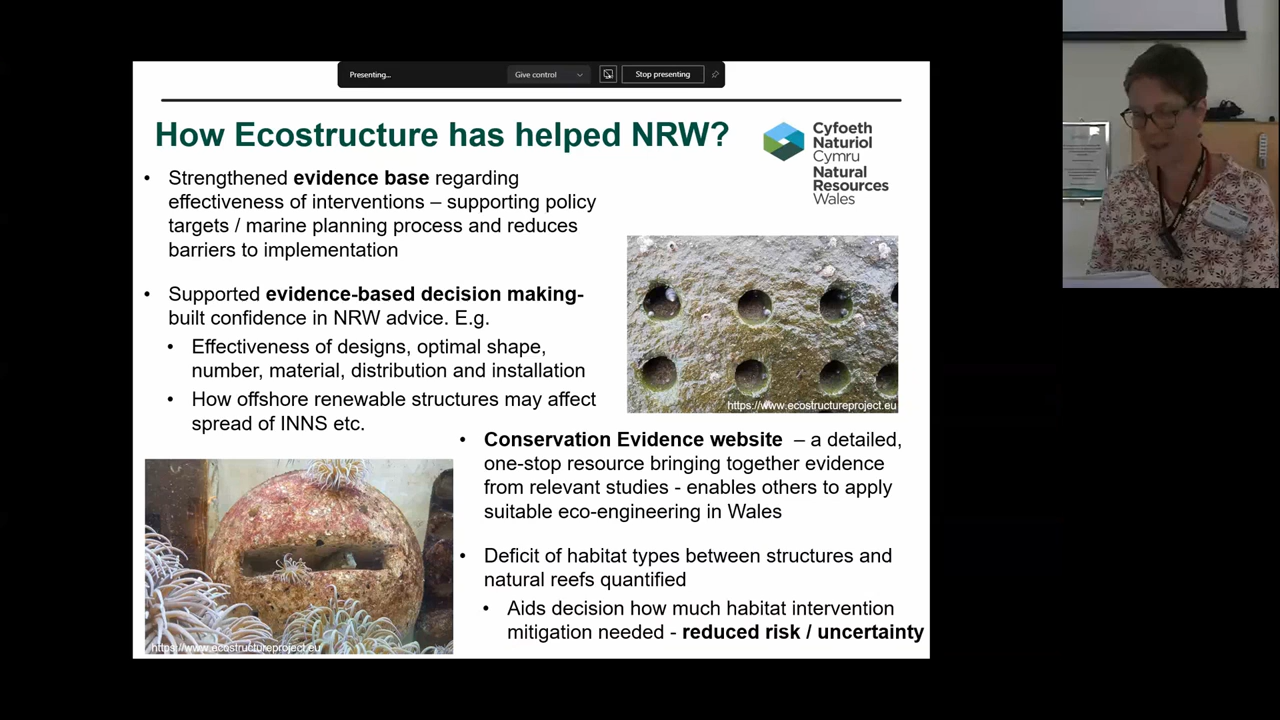 Presenting...
Give control
Stop presenting
How Ecostructure has helped NRW?
Cyfoeth
Naturiol
Cymru
Natural
Resources
Wales
• Strengthened evidence base regarding
effectiveness of interventions – supporting policy
targets / marine planning process and reduces
barriers to implementation
• Supported evidence-based decision making-
built confidence in NRW advice. E.g.
• Effectiveness of designs, optimal shape,
number, material, distribution and installation
• How offshore renewable structures may affect
spread of INNS etc.
https://www.ecostructureproject.eu
• Conservation Evidence website – a detailed,
one-stop resource bringing together evidence
from relevant studies - enables others to apply
suitable eco-engineering in Wales
• Deficit of habitat types between structures and
natural reefs quantified
• Aids decision how much habitat intervention
mitigation needed - reduced risk / uncertainty
https://www.ecostructureproject.eu